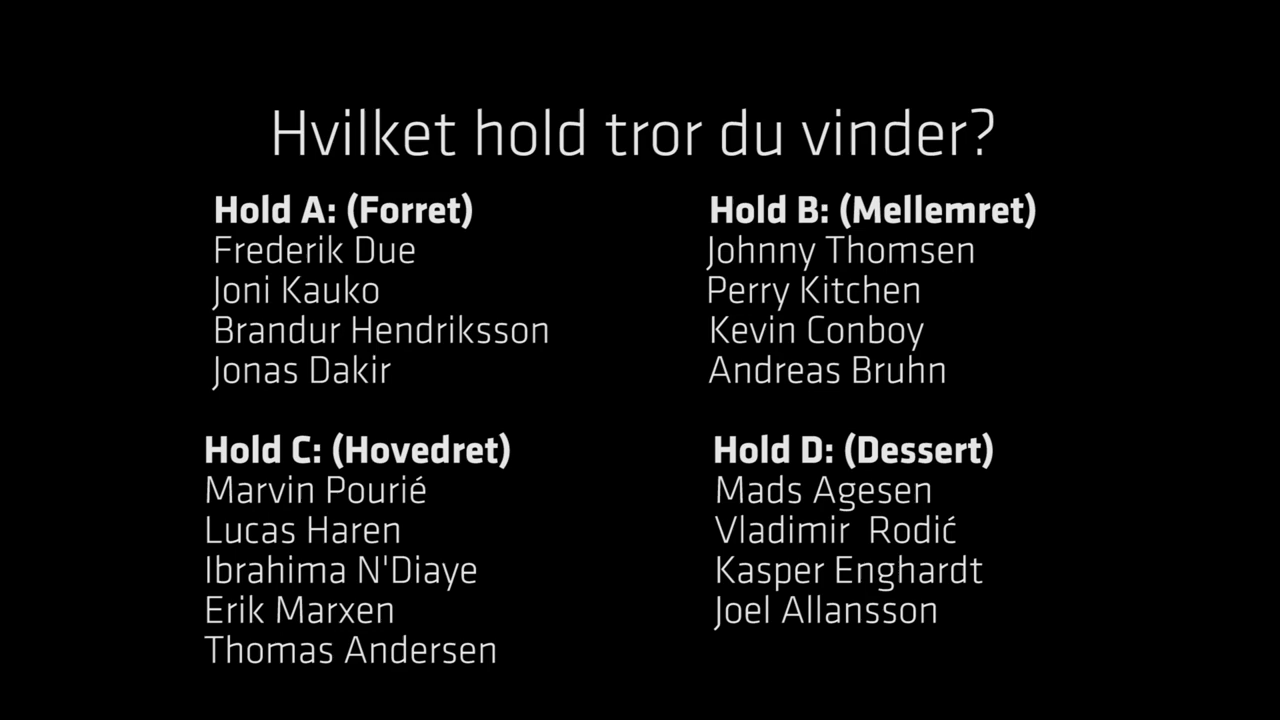 Hvilket hold tror du vinder?
Hold A: (Forret)
Frederik Due
Joni Kauko
Brandur Hendriksson
Jonas Dakir
Hold B: (Mellemret)
Johnny Thomsen
Perry Kitchen
Kevin Conboy
Andreas Bruhn
Hold C: (Hovedret)
Marvin Pourié
Lucas Haren
Ibrahima N'Diaye
Erik Marxen
Thomas Andersen
Hold D: (Dessert)
Mads Agesen
Vladimir Rodić
Kasper Enghardt
Joel Allansson